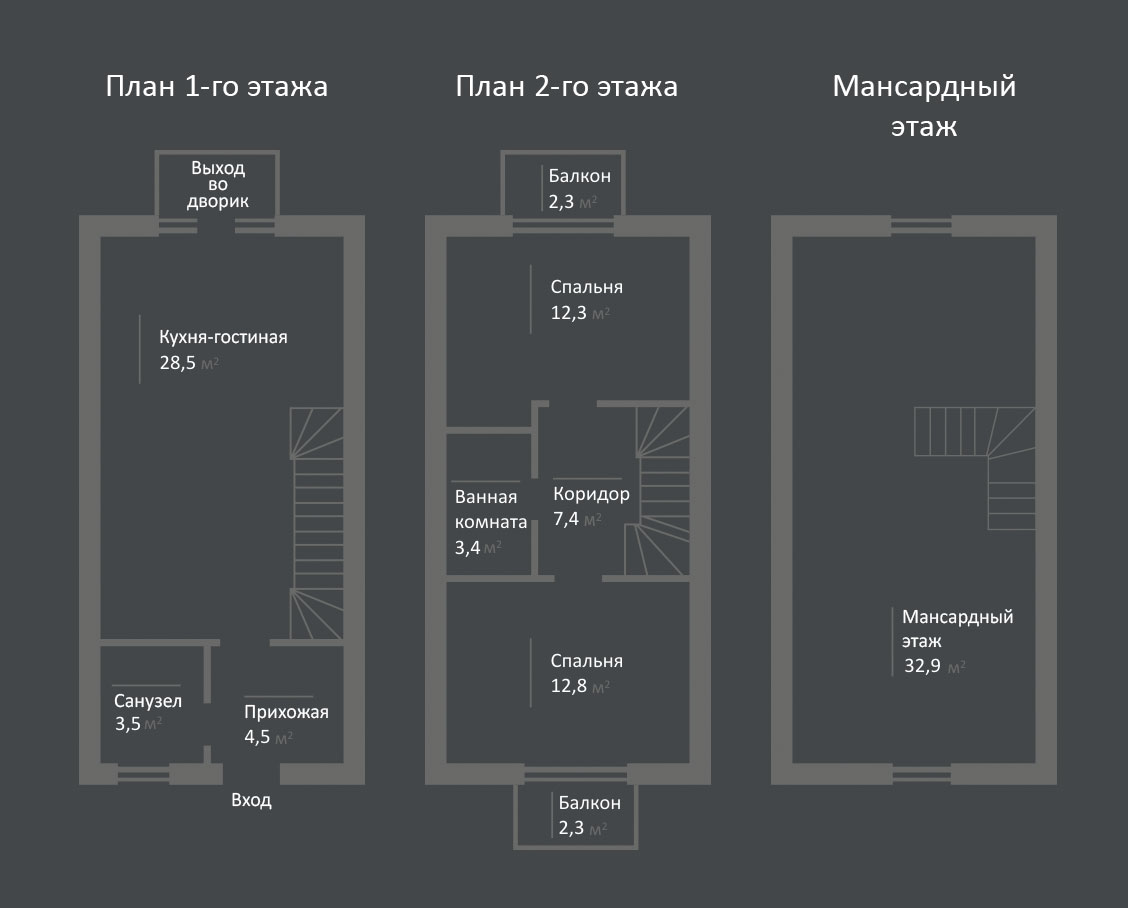 План 1-го этажа
Выход
во
дворик
Кухня-гостиная
28,5 м²
Санузел
3,5 м²
Прихожая
4,5 м²
Вход
План 2-го этажа
Балкон
2,3 м²
Спальня
12,3 м²
Ванная
комната
3,4 м²
Коридор
7,4 м²
Спальня
12,8 м²
Балкон
2,3 м²
Мансардный
этаж
Мансардный
этаж
32,9 м²